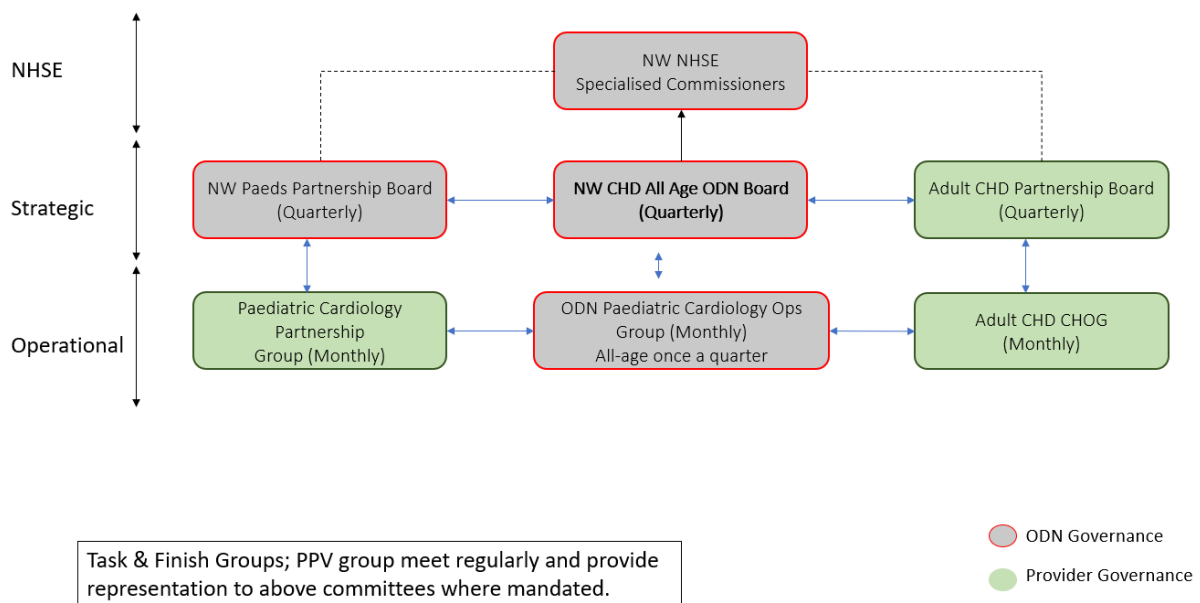 NHSE
NW NHSE
Specialised Commissioners
Strategic
NW Paeds Partnership Board
(Quarterly)
NW CHD All Age ODN Board
(Quarterly)
Adult CHD Partnership Board
(Quarterly)
Operational
Paediatric Cardiology
Partnership
Group (Monthly)
ODN Paediatric Cardiology Ops
Group (Monthly)
All-age once a quarter
Adult CHD CHOG
(Monthly)
Task & Finish Groups; PPV group meet regularly and provide
representation to above committees where mandated.
ODN Governance
Provider Governance